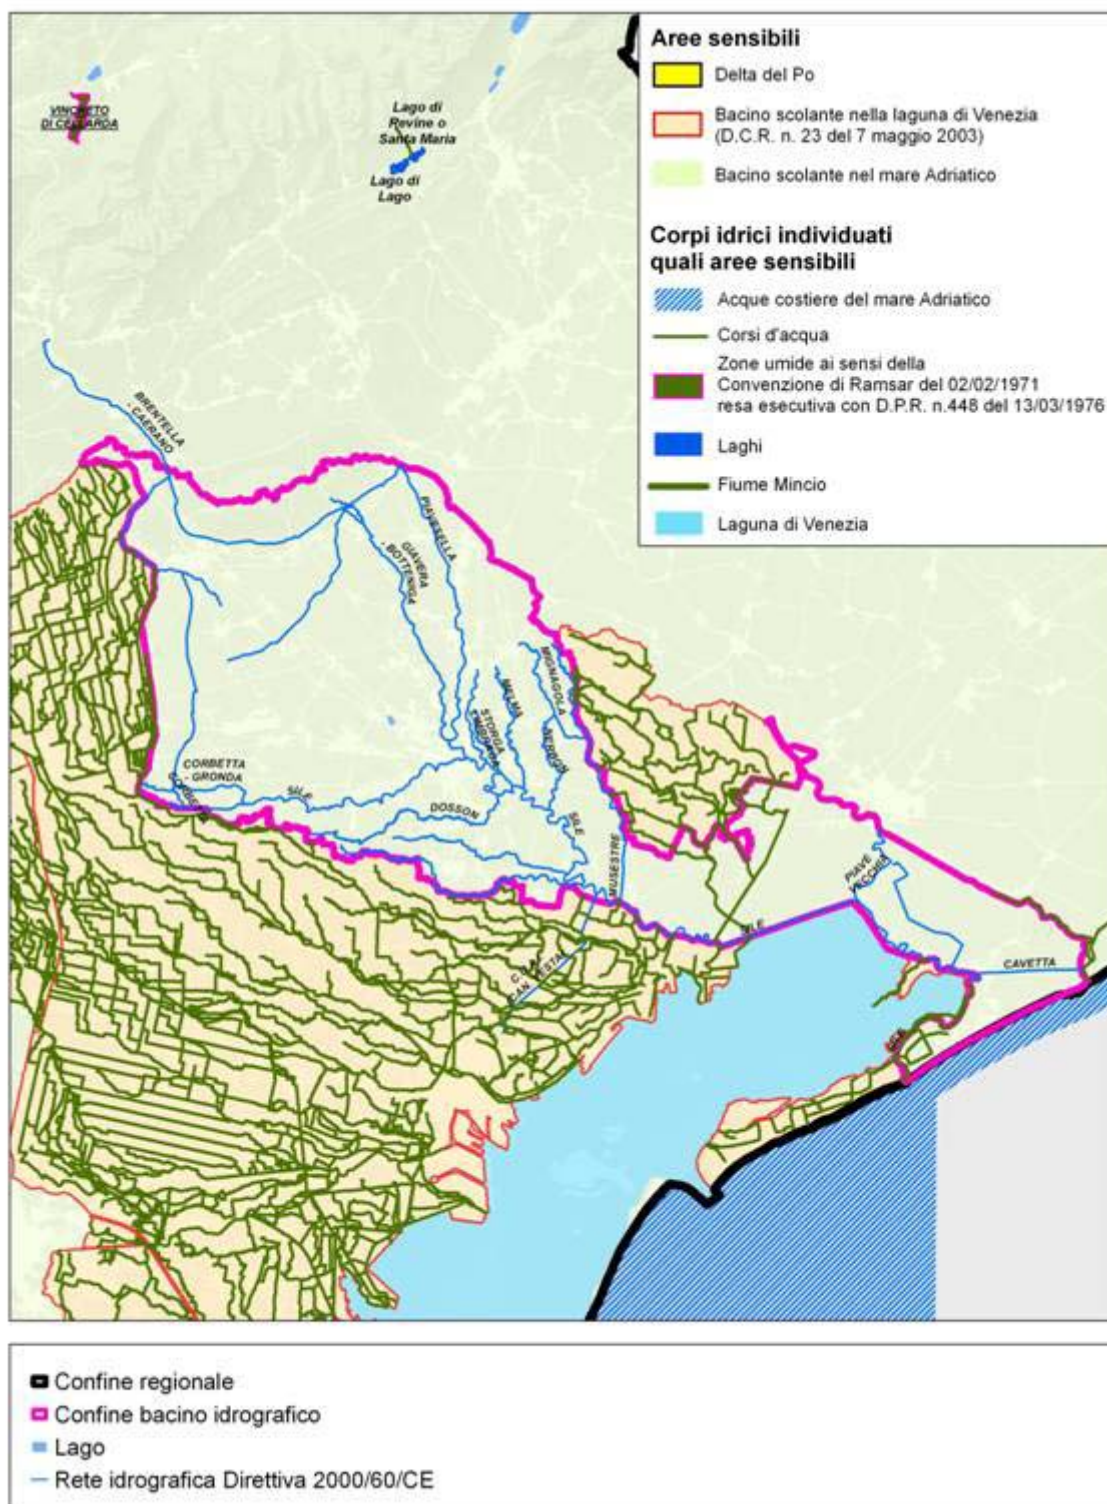 Aree sensibili
Delta del Po
Bacino scolante nella laguna di Venezia
(D.C.R. n. 23 del 7 maggio 2003)
Bacino scolante nel mare Adriatico
Corpi idrici individuati
quali aree sensibili
Acque costiere del mare Adriatico
Corsi d'acqua
Zone umide ai sensi della
Convenzione di Ramsar del 02/02/1971
resa esecutiva con D.P.R. n.448 del 13/03/1976
Laghi
Fiume Mincio
Laguna di Venezia
VINCHETO
DI CELLARDA
Lago di
Revine o
Santa Maria
Lago di
Lago
BRENTELLA
- CAERANO
PIAVESELLA
GIAVERA
- BOTTENIGA
MIGNAGOLA
MELMA
STORGA
NERBON
CORBETTA
- GRONDA
CORBETTA
SILE
DOSSON
SILE
MUSESTRE
PIAVE
VECCHIA
SILE
CAVETTA
SILE
Confine regionale
Confine bacino idrografico
Lago
Rete idrografica Direttiva 2000/60/CE